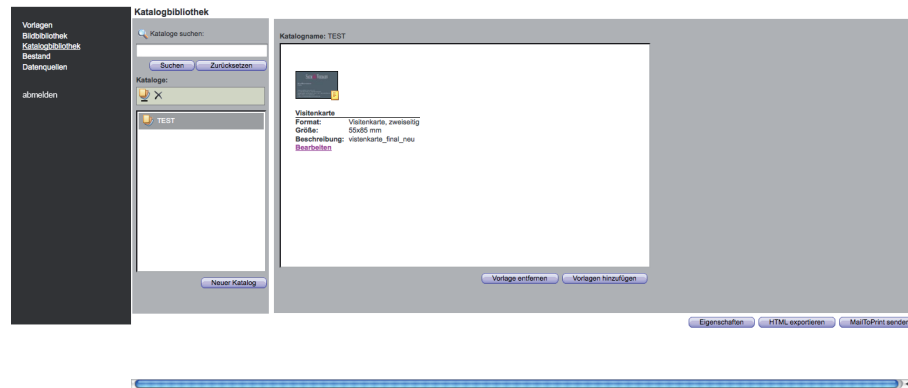 Katalogbibliothek
Vorlagen
Bildbibliothek
Katalogbibliothek
Bestand
Datenquellen
abmelden
Kataloge suchen:
Suchen Zurücksetzen
Kataloge:
TEST
Neuer Katalog
Katalogname: TEST
Visitenkarte
Format: Visitenkarte, zweiseitig
Größe: 55x85 mm
Beschreibung: vistenkarte_final_neu
Bearbeiten
Vorlage entfernen Vorlagen hinzufügen
Eigenschaften HTML exportieren MailToPrint sender